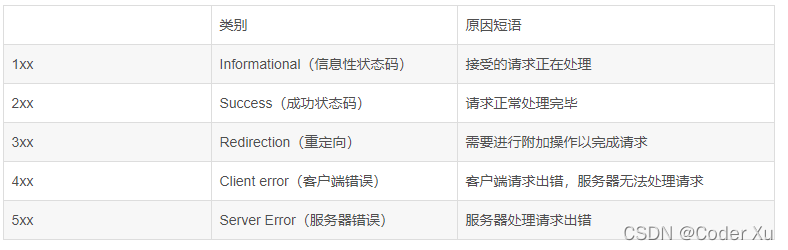 类别 原因短语
1xx Informational（信息性状态码） 接受的请求正在处理
2xx Success（成功状态码） 请求正常处理完毕
3xx Redirection（重定向） 需要进行附加操作以完成请求
4xx Client error（客户端错误） 客户端请求出错，服务器无法处理请求
5xx Server Error（服务器错误） 服务器处理请求出错
CSDN @Coder Xu